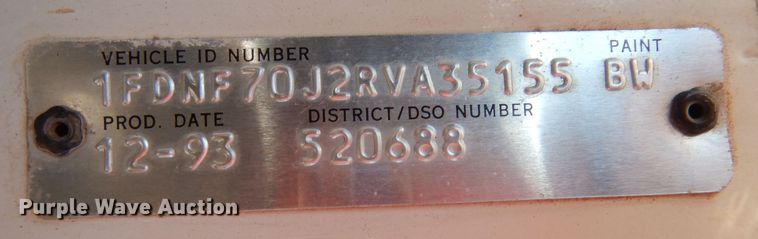 VEHICLE ID NUMBER PAINT
1FDNF70J2RVA35155 BW
PROD. DATE DISTRICT/DSO NUMBER
12-93 520688
Purple Wave Auction